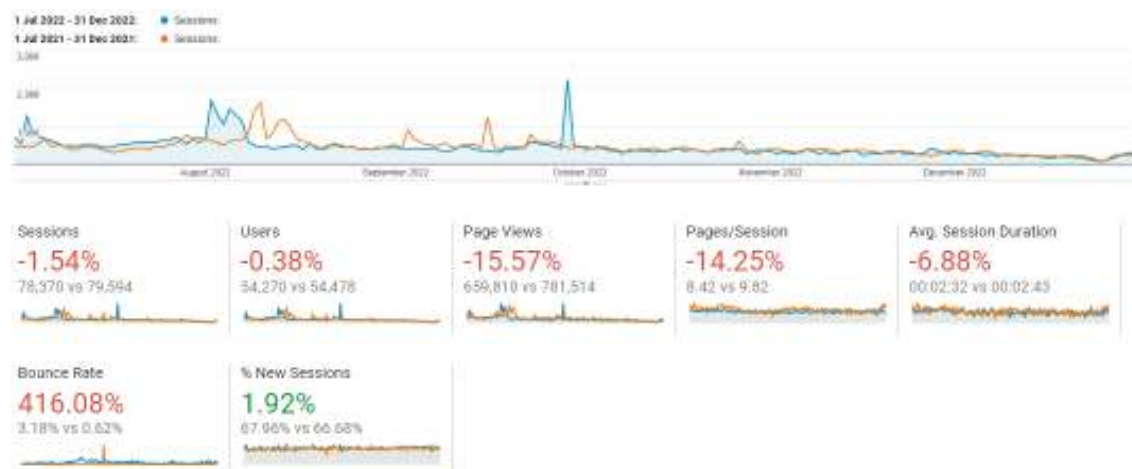 1 Jul 2022 - 31 Dec 2022: Sessions
1 Jul 2021 - 31 Dec 2021: Sessions
3,000
2,000
August 2022 September 2022 October 2022 November 2022 December 2022
Sessions Users Page Views Pages/Session Avg. Session Duration
-1.54% -0.38% -15.57% -14.25% -6.88%
78,370 vs 79,594 54,270 vs 54,478 659,810 vs 781,514 8.42 vs 9.82 00:02:32 vs 00:02:43
Bounce Rate % New Sessions
416.08% 1.92%
3.18% vs 0.62% 67.96% vs 66.68%